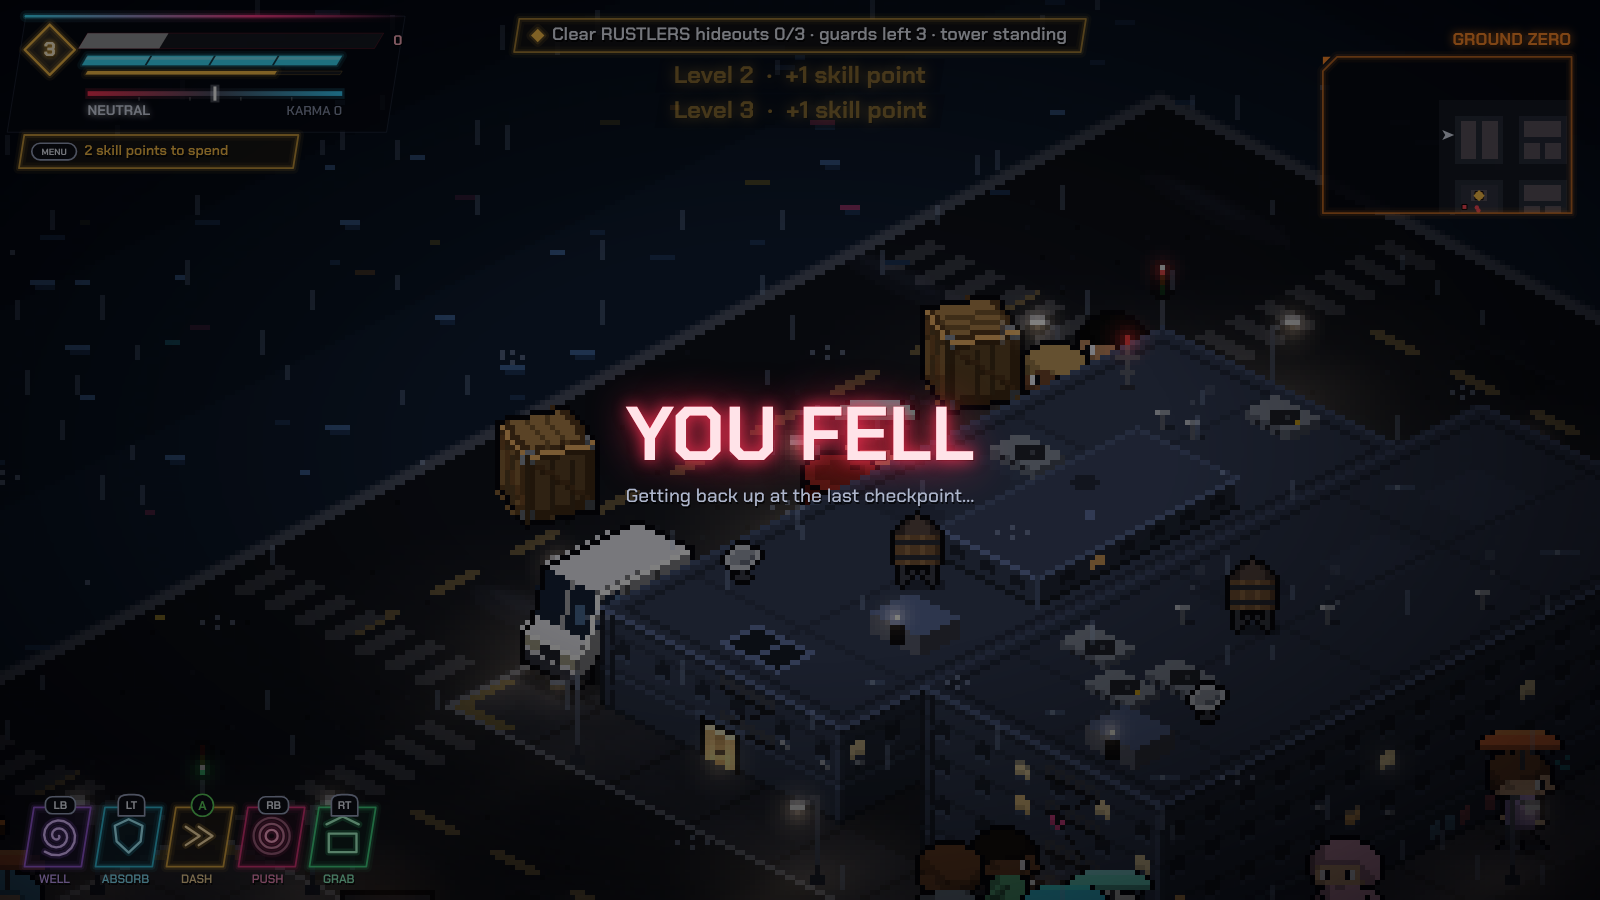 3
0
NEUTRAL
KARMA 0
MENU
2 skill points to spend
Clear RUSTLERS hideouts 0/3 · guards left 3 · tower standing
Level 2 · +1 skill point
Level 3 · +1 skill point
GROUND ZERO
YOU FELL
Getting back up at the last checkpoint...
LB
LT
A
RB
RT
WELL
ABSORB
DASH
PUSH
GRAB